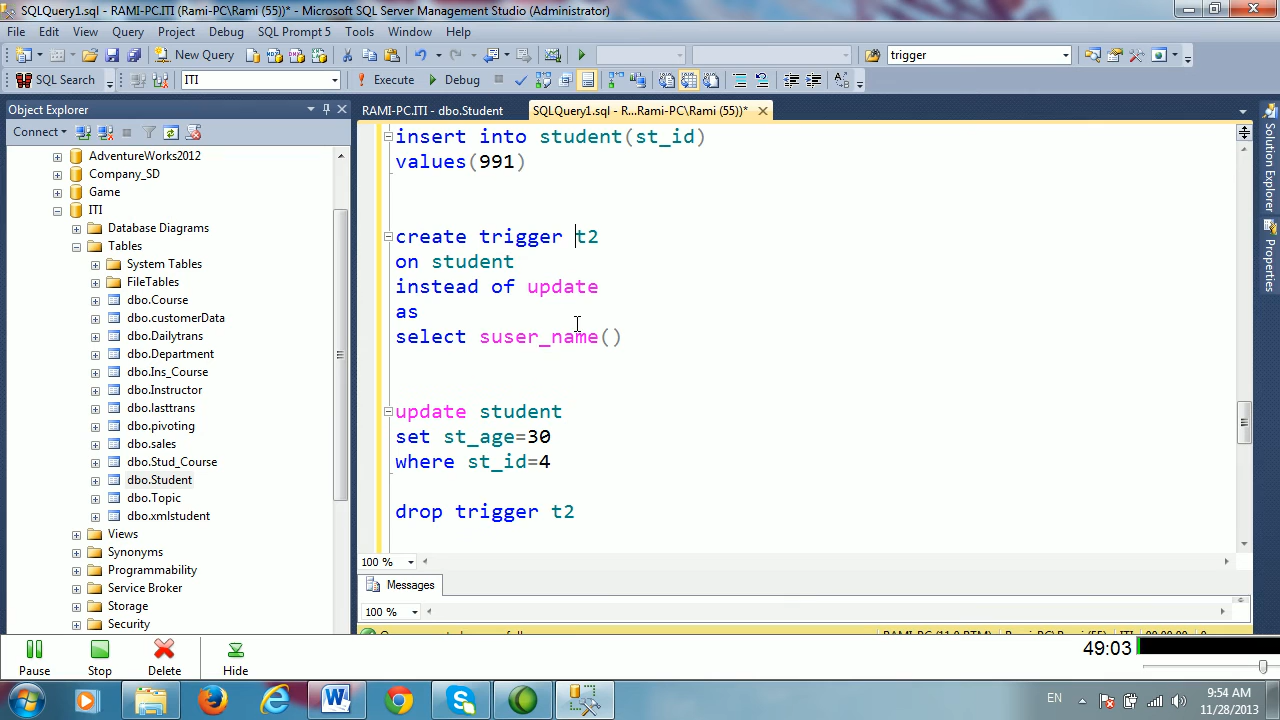 SQLQuery1.sql - RAMI-PC.ITI (Rami-PC\Rami (55))* - Microsoft SQL Server Management Studio (Administrator)
File Edit View Query Project Debug SQL Prompt 5 Tools Window Help
New Query trigger
SQL Search ITI Execute Debug
Object Explorer
RAMI-PC.ITI - dbo.Student SQLQuery1.sql - R...Rami-PC\Rami (55))*
Connect
AdventureWorks2012
Company_SD
Game
ITI
Database Diagrams
Tables
System Tables
FileTables
dbo.Course
dbo.customerData
dbo.Dailytrans
dbo.Department
dbo.Ins_Course
dbo.Instructor
dbo.lasttrans
dbo.pivoting
dbo.sales
dbo.Stud_Course
dbo.Student
dbo.Topic
dbo.xmlstudent
Views
Synonyms
Programmability
Service Broker
Storage
Security
insert into student(st_id)
values(991)
create trigger t2
on student
instead of update
as
select suser_name()
update student
set st_age=30
where st_id=4
drop trigger t2
100 %
Messages
100 %
Solution Explorer
Properties
Pause Stop Delete Hide
49:03
EN
9:54 AM
11/28/2013